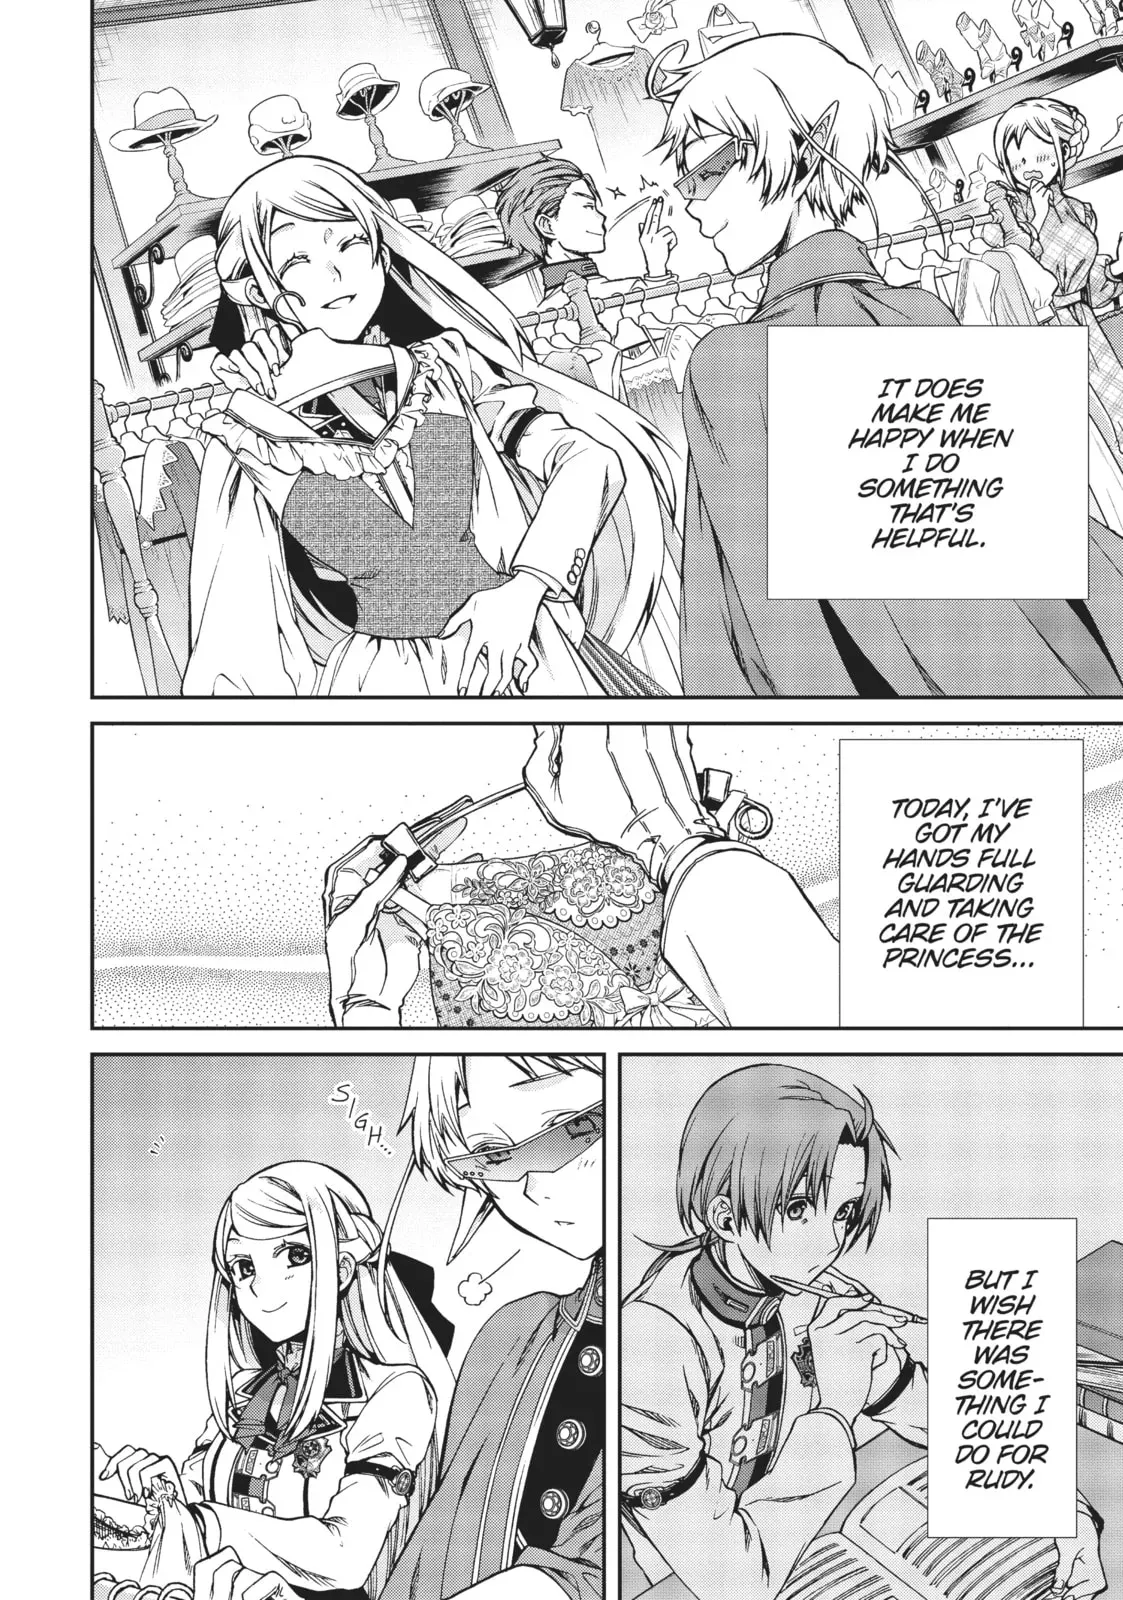 IT DOES
MAKE ME
HAPPY WHEN
I DO
SOMETHING
THAT'S
HELPFUL.
TODAY, I'VE
GOT MY
HANDS FULL
GUARDING
AND TAKING
CARE OF THE
PRINCESS...
SIGH...
BUT I
WISH
THERE
WAS
SOME-
THING I
COULD
DO FOR
RUDY.